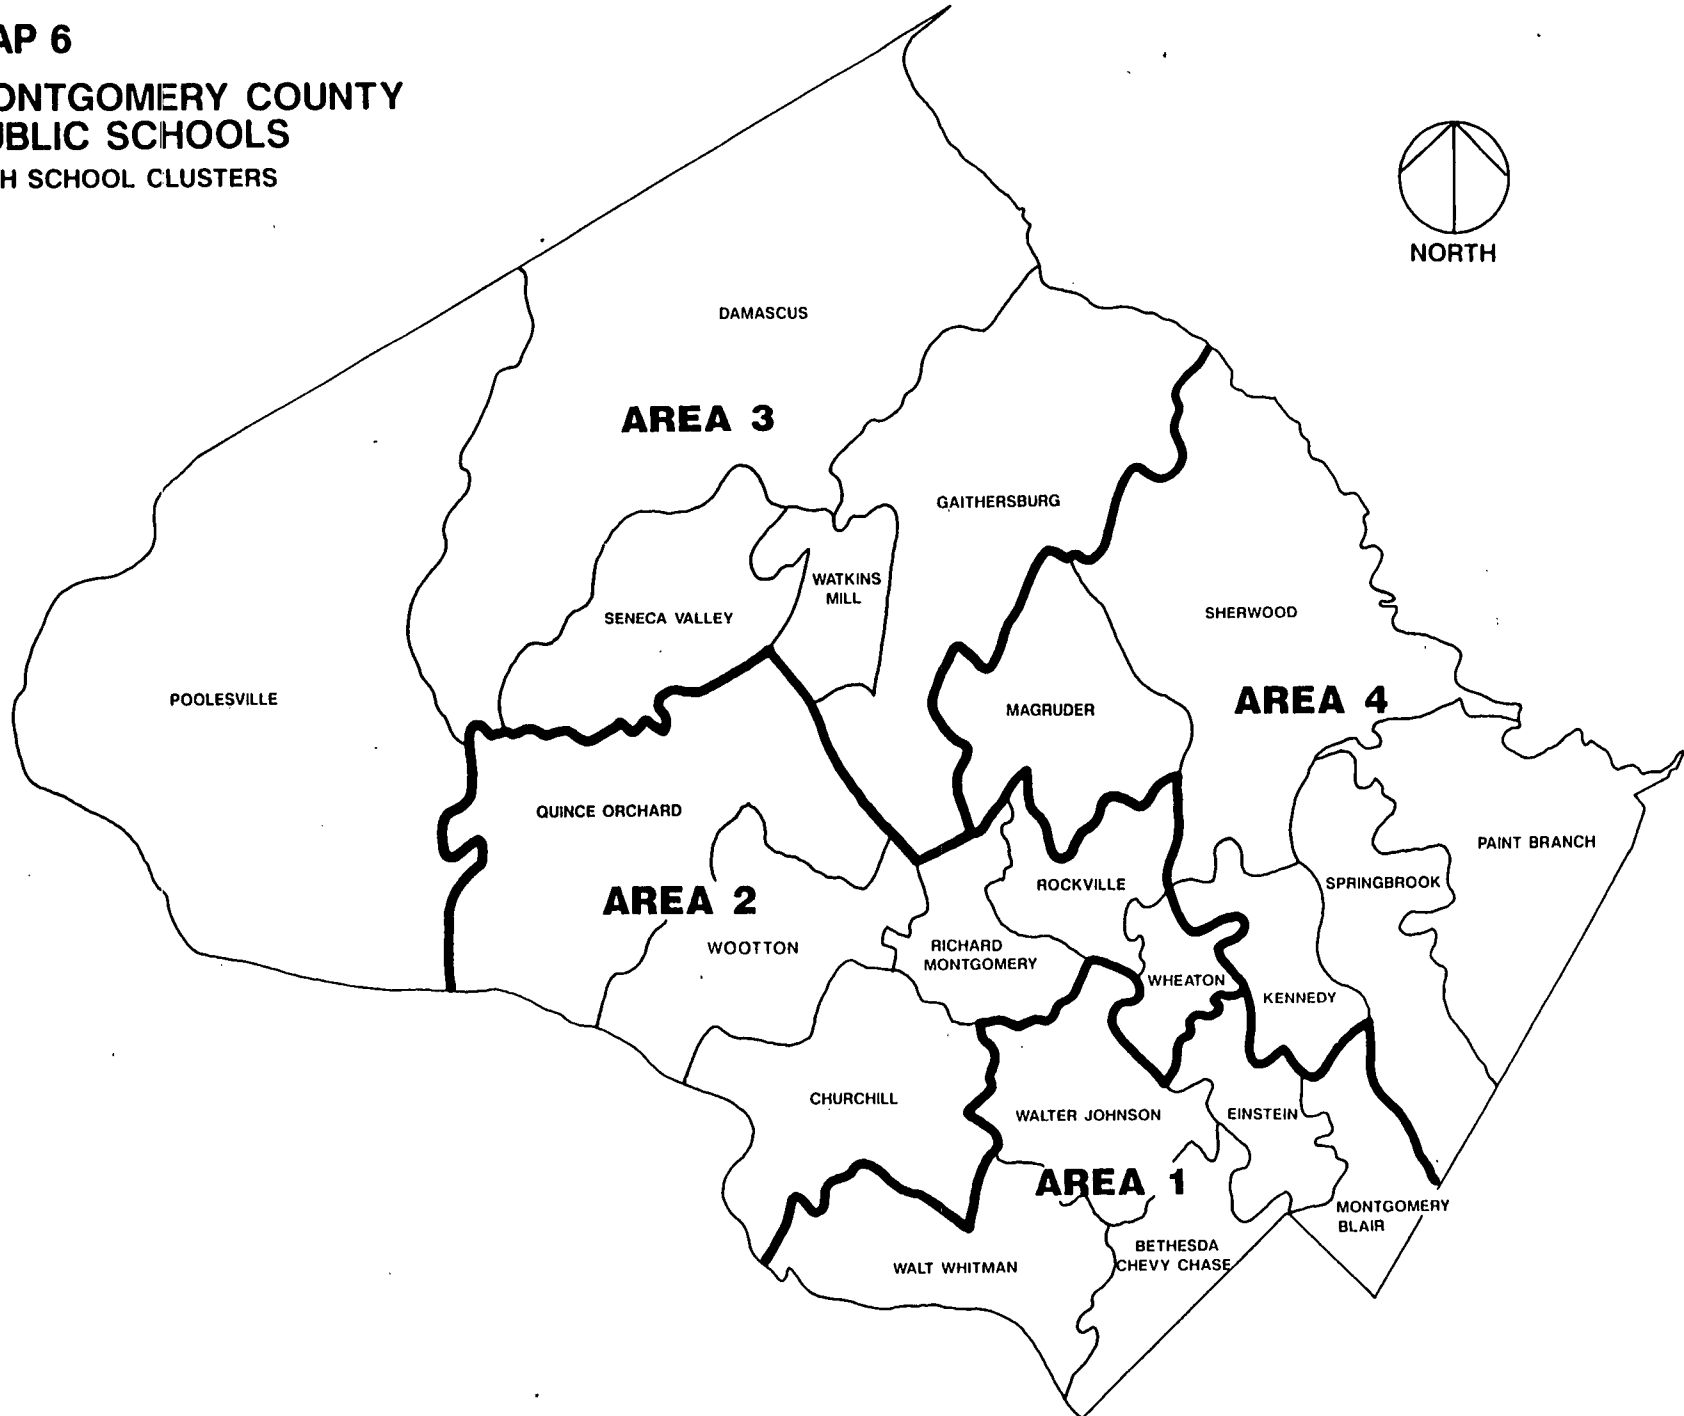 AP 6
ONTGOMERY COUNTY
UBLIC SCHOOLS
H SCHOOL CLUSTERS
NORTH
DAMASCUS
AREA 3
GAITHERSBURG
WATKINS
MILL
SENECA VALLEY
SHERWOOD
POOLESVILLE
MAGRUDER
AREA 4
QUINCE ORCHARD
PAINT BRANCH
ROCKVILLE
SPRINGBROOK
AREA 2
WOOTTON
RICHARD
MONTGOMERY
WHEATON
KENNEDY
CHURCHILL
WALTER JOHNSON
EINSTEIN
AREA 1
MONTGOMERY
BLAIR
BETHESDA
CHEVY CHASE
WALT WHITMAN